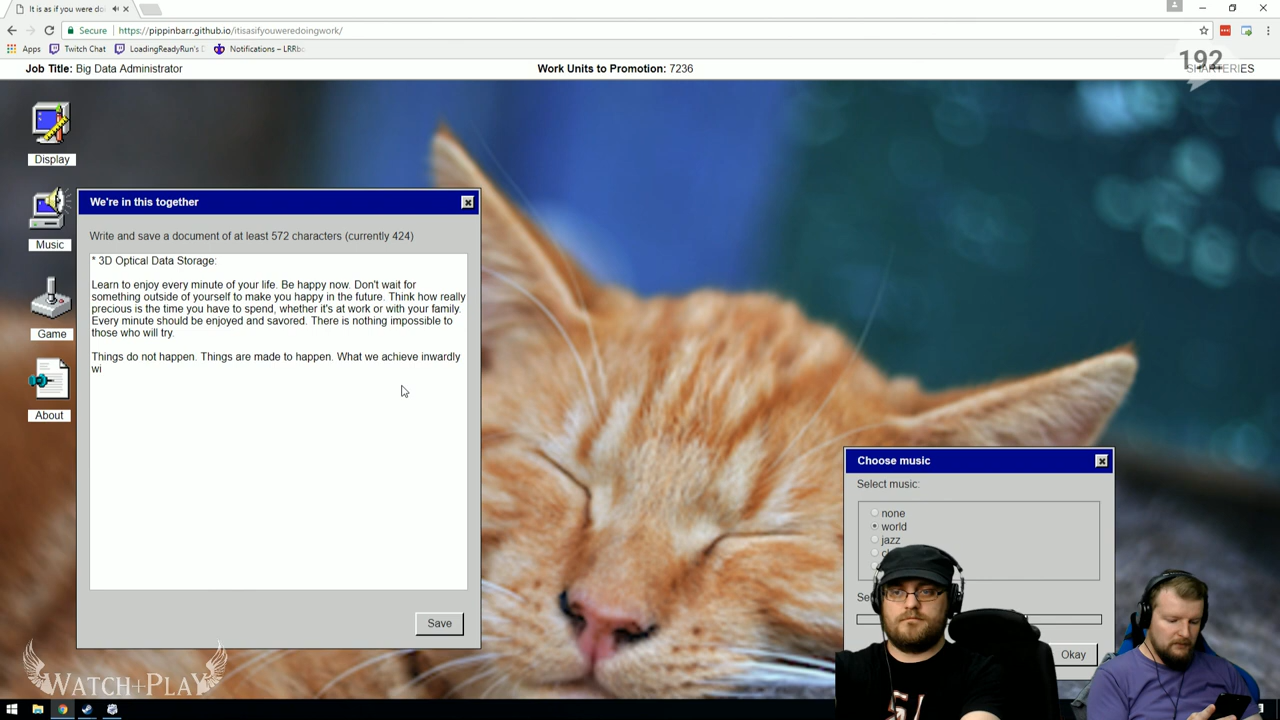 It is as if you were doi
Secure
https://pippinbarr.github.io/itisasifyouweredoingwork/
Apps
Twitch Chat
LoadingReadyRun's D
Notifications – LRRbo
Job Title: Big Data Administrator
Work Units to Promotion: 7236
192
Display
Music
Game
About
We're in this together
Write and save a document of at least 572 characters (currently 424)
* 3D Optical Data Storage:
Learn to enjoy every minute of your life. Be happy now. Don't wait for
something outside of yourself to make you happy in the future. Think how really
precious is the time you have to spend, whether it's at work or with your family.
Every minute should be enjoyed and savored. There is nothing impossible to
those who will try.
Things do not happen. Things are made to happen. What we achieve inwardly
wi
Save
Choose music
Select music:
none
world
jazz
Okay
WATCH+PLAY